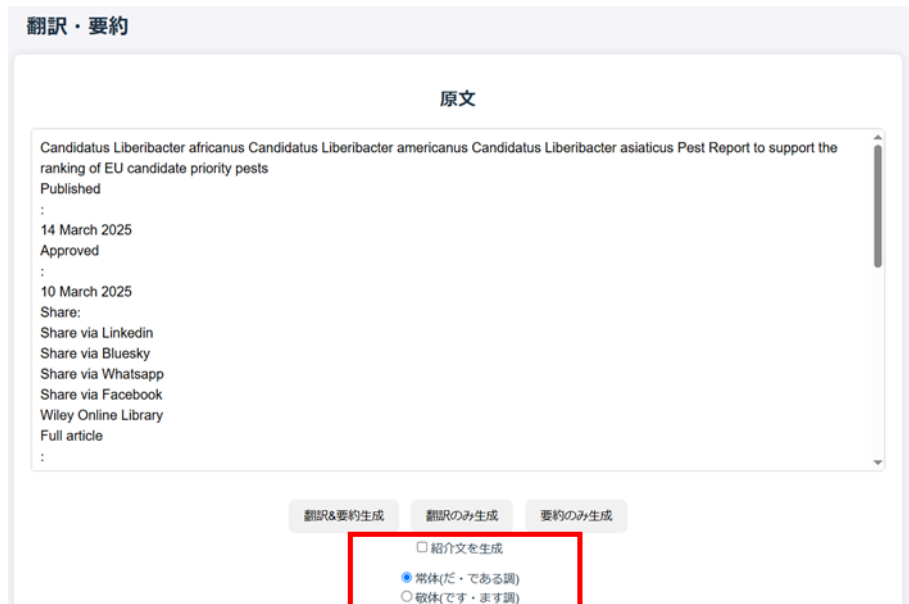 翻訳・要約
原文
Candidatus Liberibacter africanus Candidatus Liberibacter americanus Candidatus Liberibacter asiaticus Pest Report to support the
ranking of EU candidate priority pests
Published
:
14 March 2025
Approved
:
10 March 2025
Share:
Share via Linkedin
Share via Bluesky
Share via Whatsapp
Share via Facebook
Wiley Online Library
Full article
:
翻訳&要約生成 翻訳のみ生成 要約のみ生成
紹介文を生成
常体(だ・である調)
敬体(です・ます調)